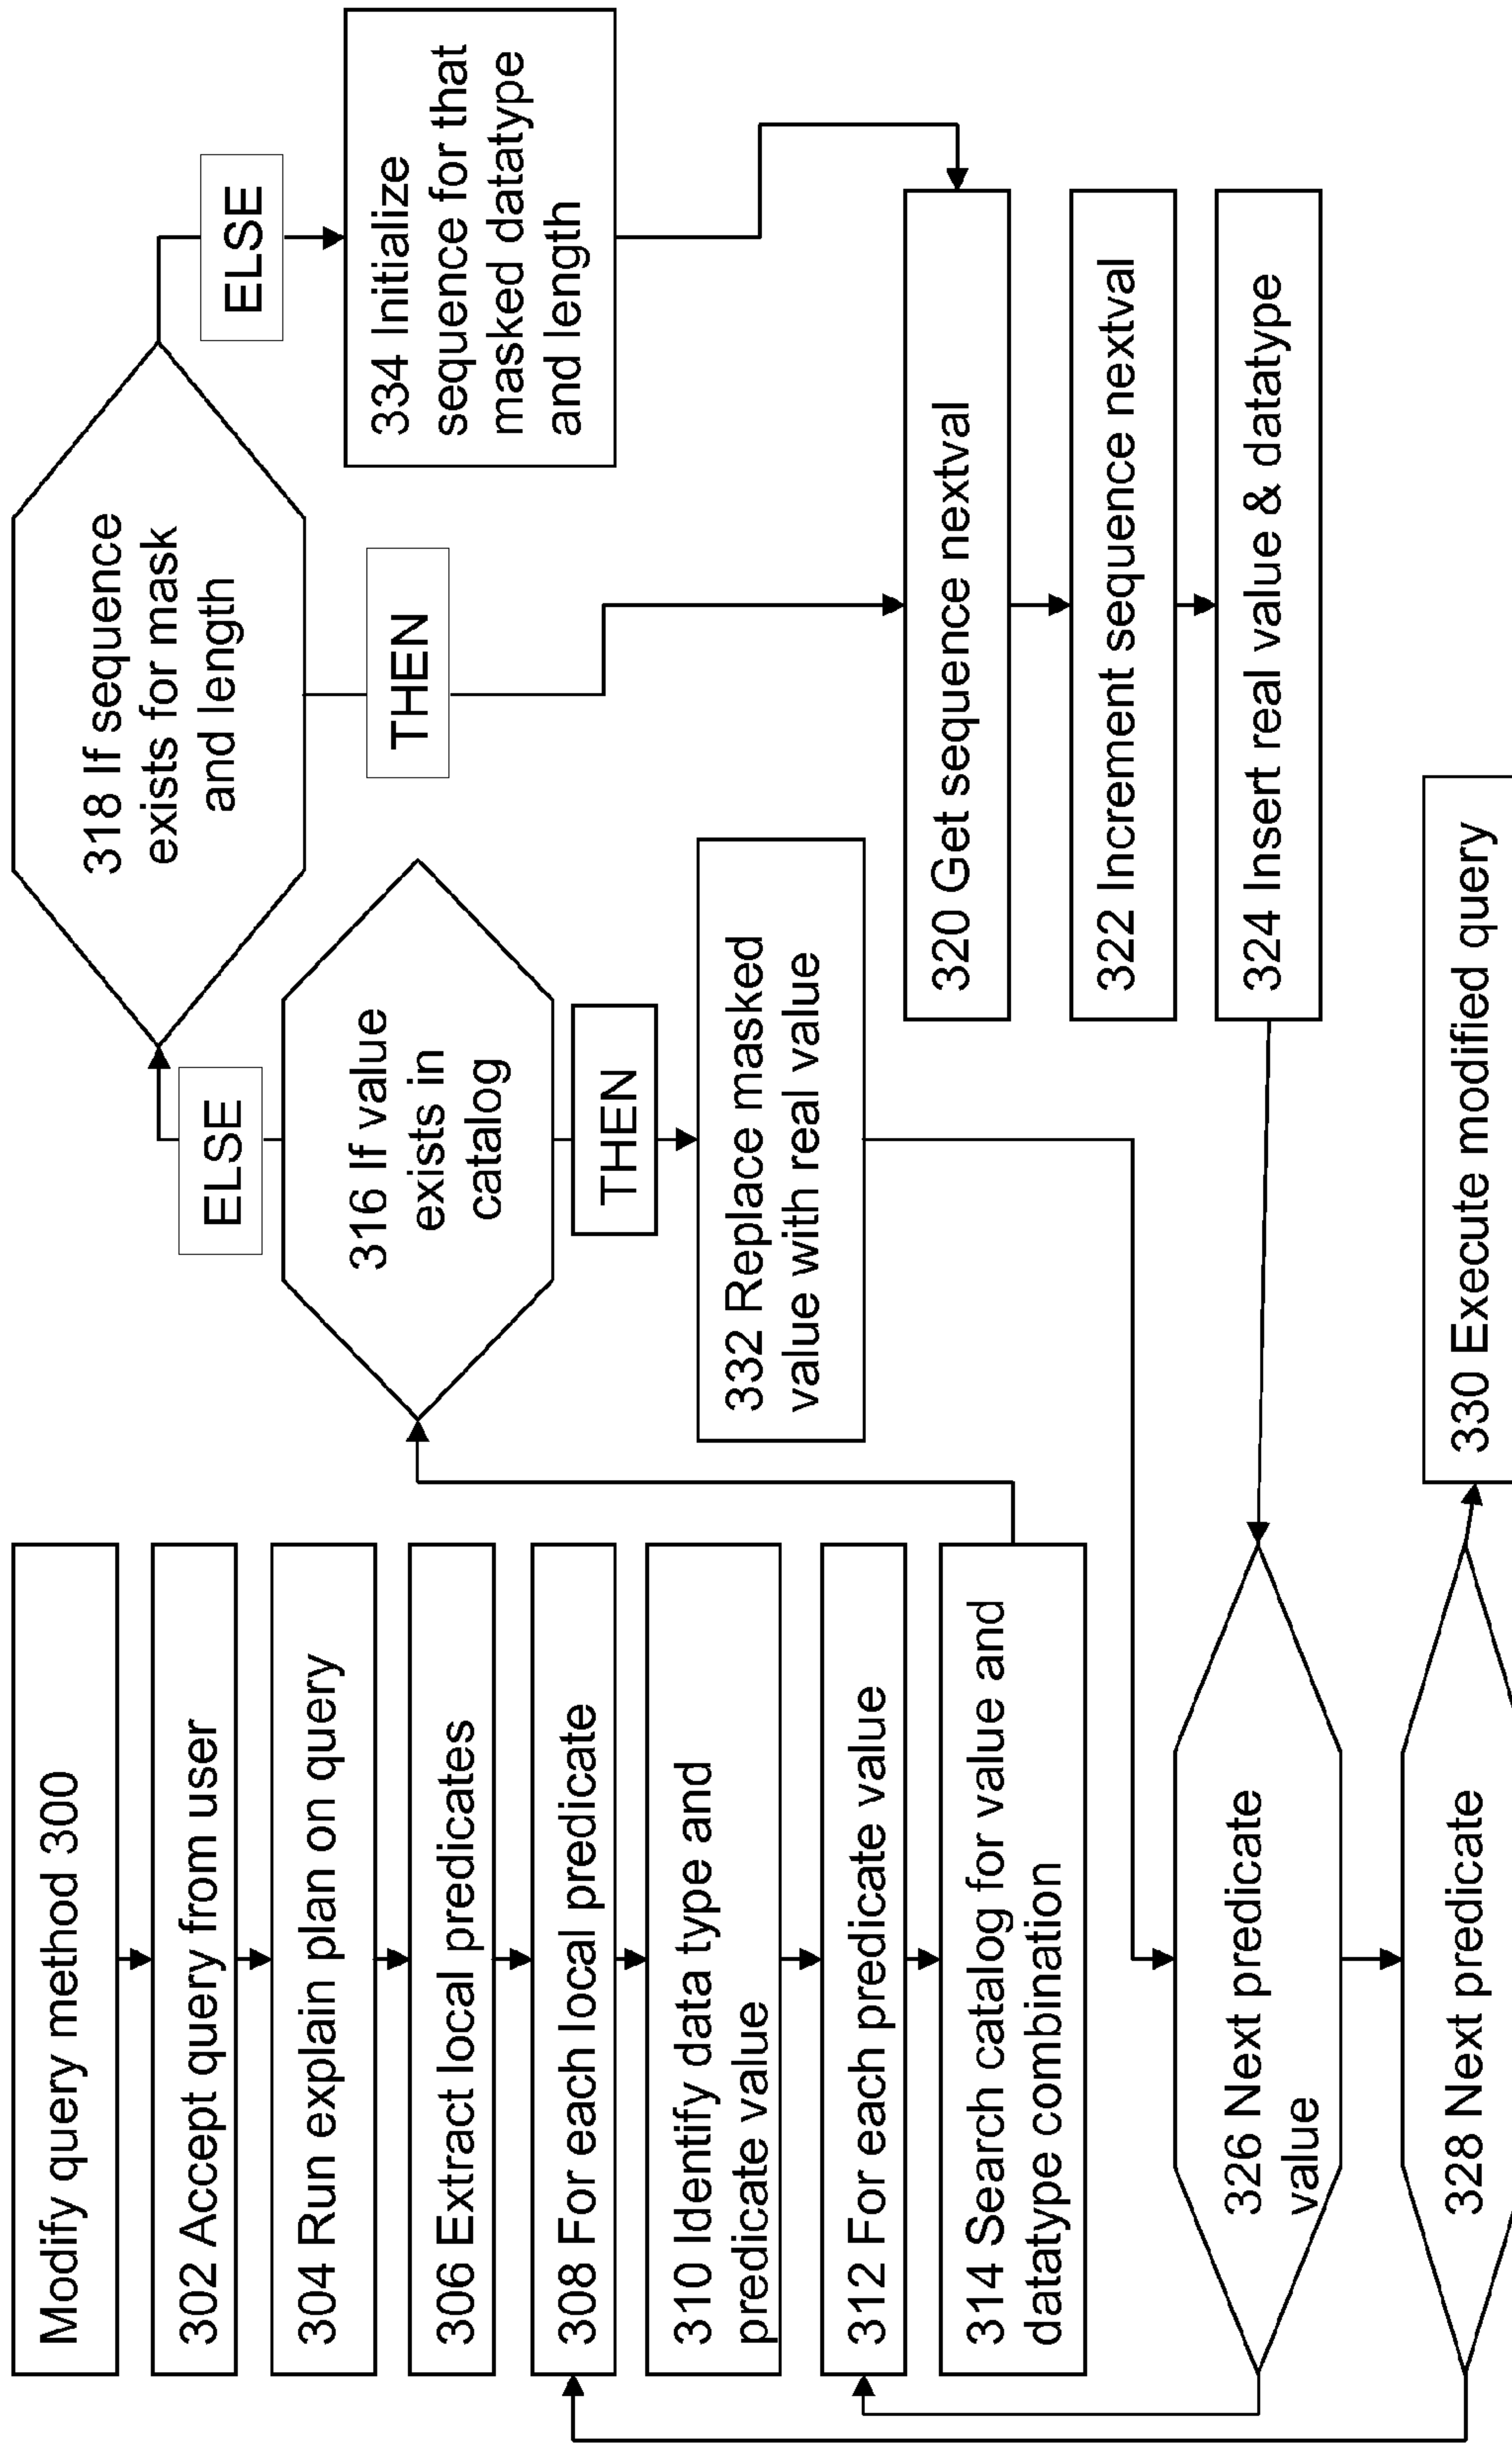 Modify query method 300
302 Accept query from user
304 Run explain plan on query
306 Extract local predicates
308 For each local predicate
310 Identify data type and
predicate value
312 For each predicate value
314 Search catalog for value and
datatype combination
316 If value
exists in
catalog
ELSE
THEN
332 Replace masked
value with real value
318 If sequence
exists for mask
and length
ELSE
THEN
334 Initialize
sequence for that
masked datatype
and length
320 Get sequence nextval
322 Increment sequence nextval
324 Insert real value & datatype
326 Next predicate
value
328 Next predicate
330 Execute modified query